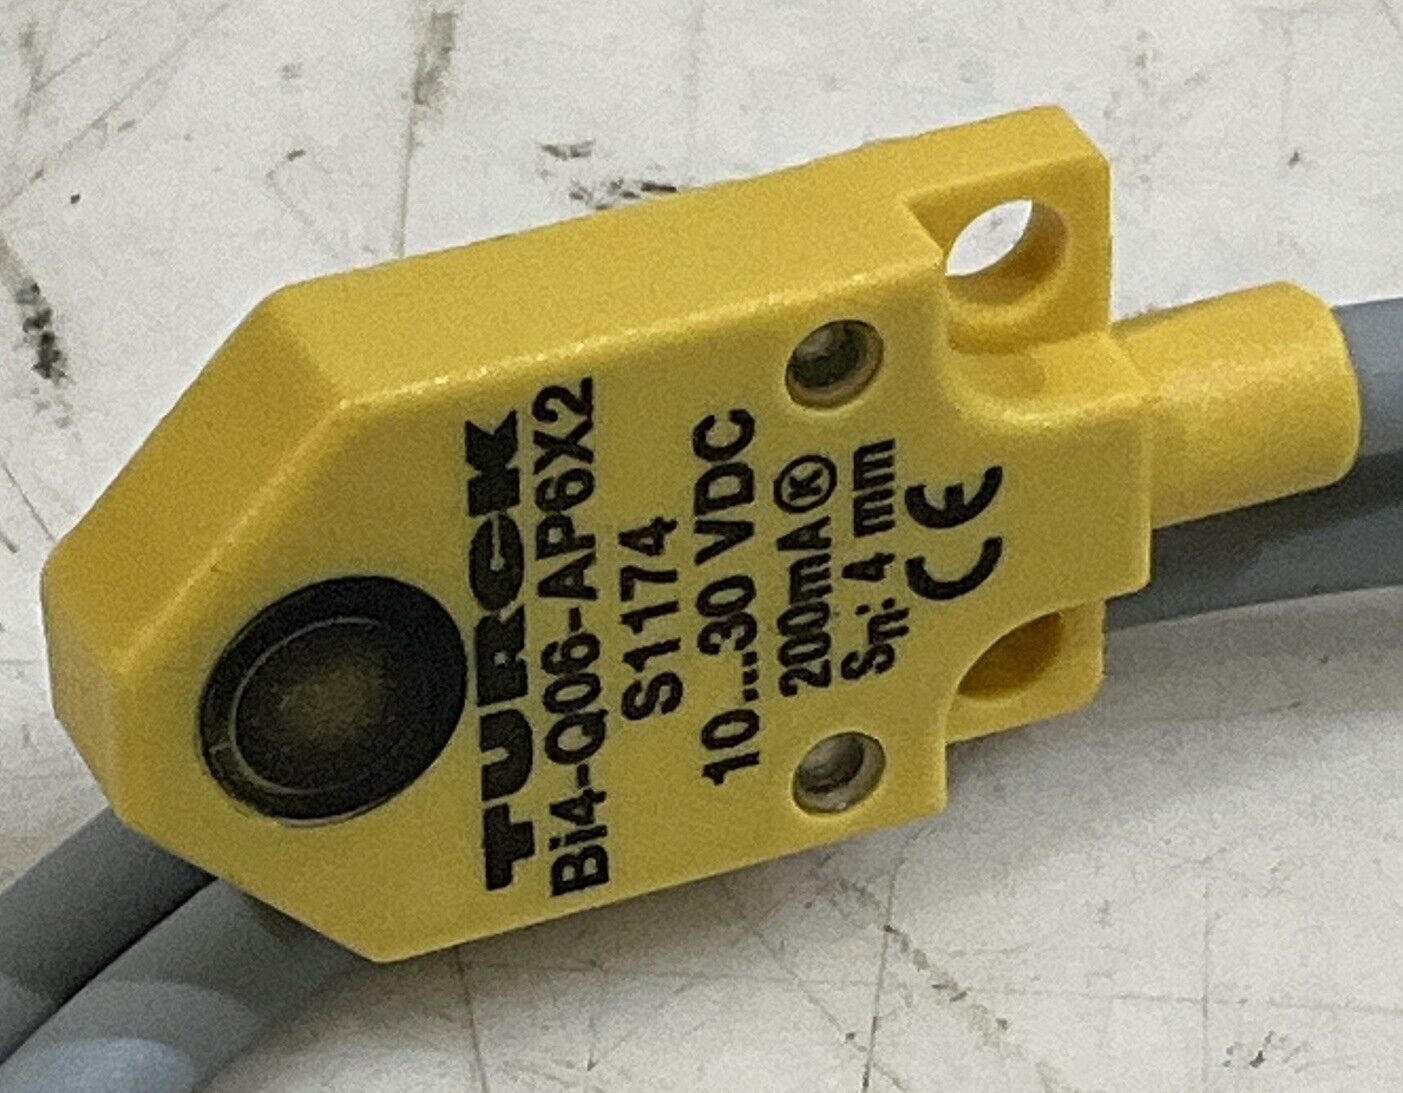 TURCK
Bi4-Q06-AP6X2
S1174
10...30 VDC
200mA Ⓚ
Sn: 4 mm
CE